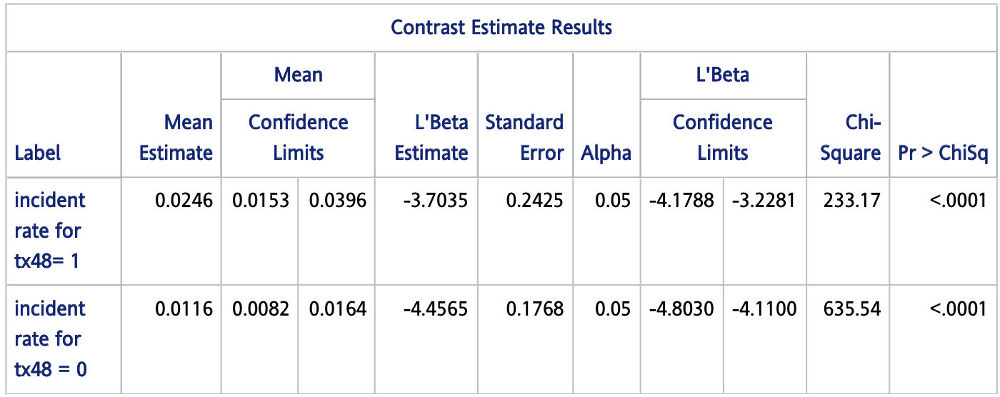 Contrast Estimate Results
Mean L'Beta
Mean Confidence L'Beta Standard Confidence Chi-
Label Estimate Limits Estimate Error Alpha Limits Square Pr > ChiSq
incident 0.0246 0.0153 0.0396 -3.7035 0.2425 0.05 -4.1788 -3.2281 233.17 <.0001
rate for
tx48= 1
incident 0.0116 0.0082 0.0164 -4.4565 0.1768 0.05 -4.8030 -4.1100 635.54 <.0001
rate for
tx48 = 0